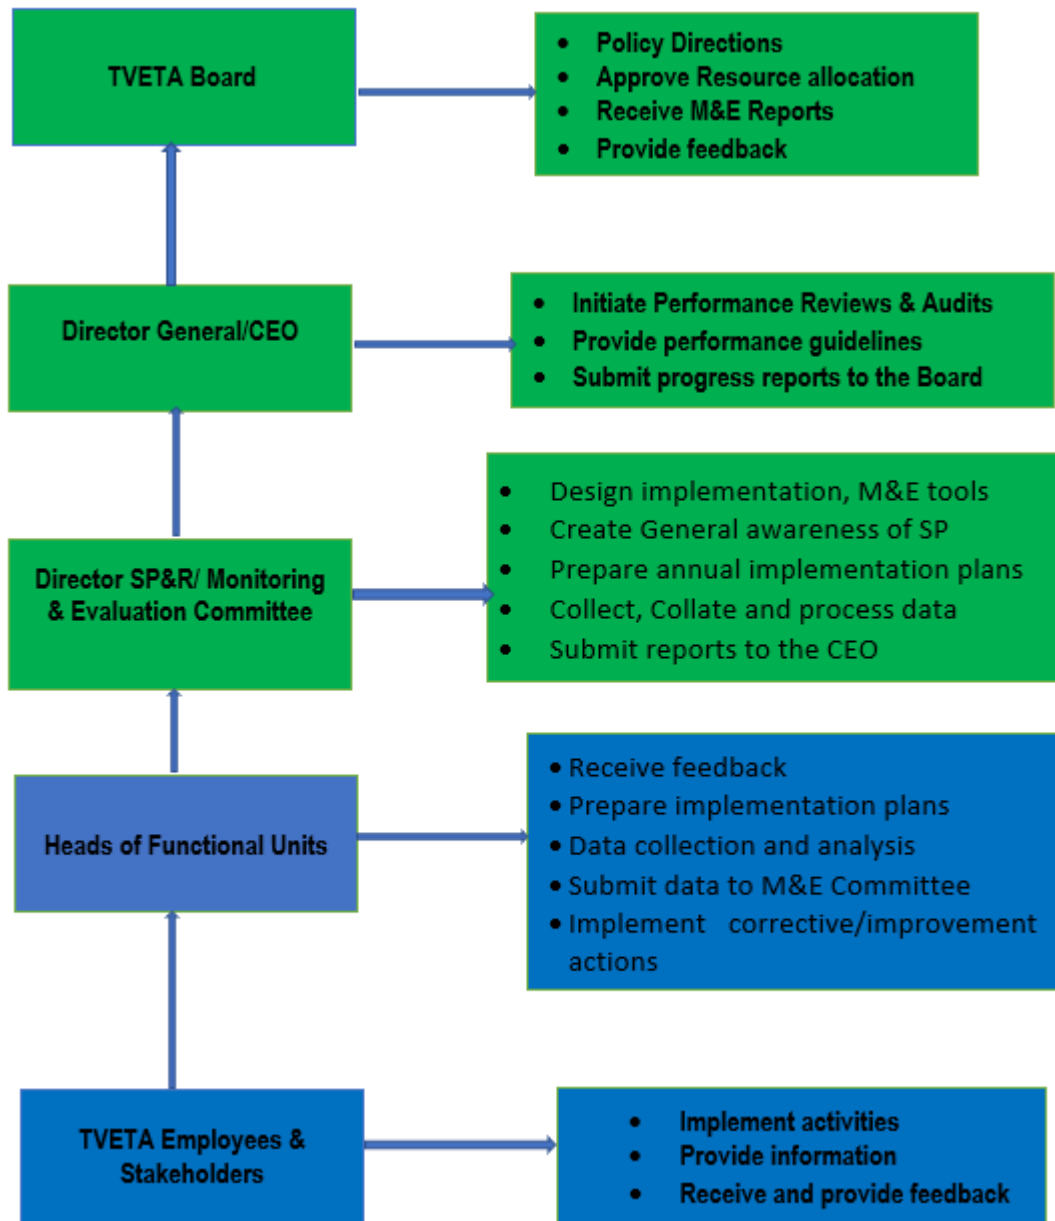 TVETA Board
• Policy Directions
• Approve Resource allocation
• Receive M&E Reports
• Provide feedback
Director General/CEO
• Initiate Performance Reviews & Audits
• Provide performance guidelines
• Submit progress reports to the Board
Director SP&R/ Monitoring
& Evaluation Committee
• Design implementation, M&E tools
• Create General awareness of SP
• Prepare annual implementation plans
• Collect, Collate and process data
• Submit reports to the CEO
Heads of Functional Units
• Receive feedback
• Prepare implementation plans
• Data collection and analysis
• Submit data to M&E Committee
• Implement corrective/improvement
actions
TVETA Employees &
Stakeholders
• Implement activities
• Provide information
• Receive and provide feedback